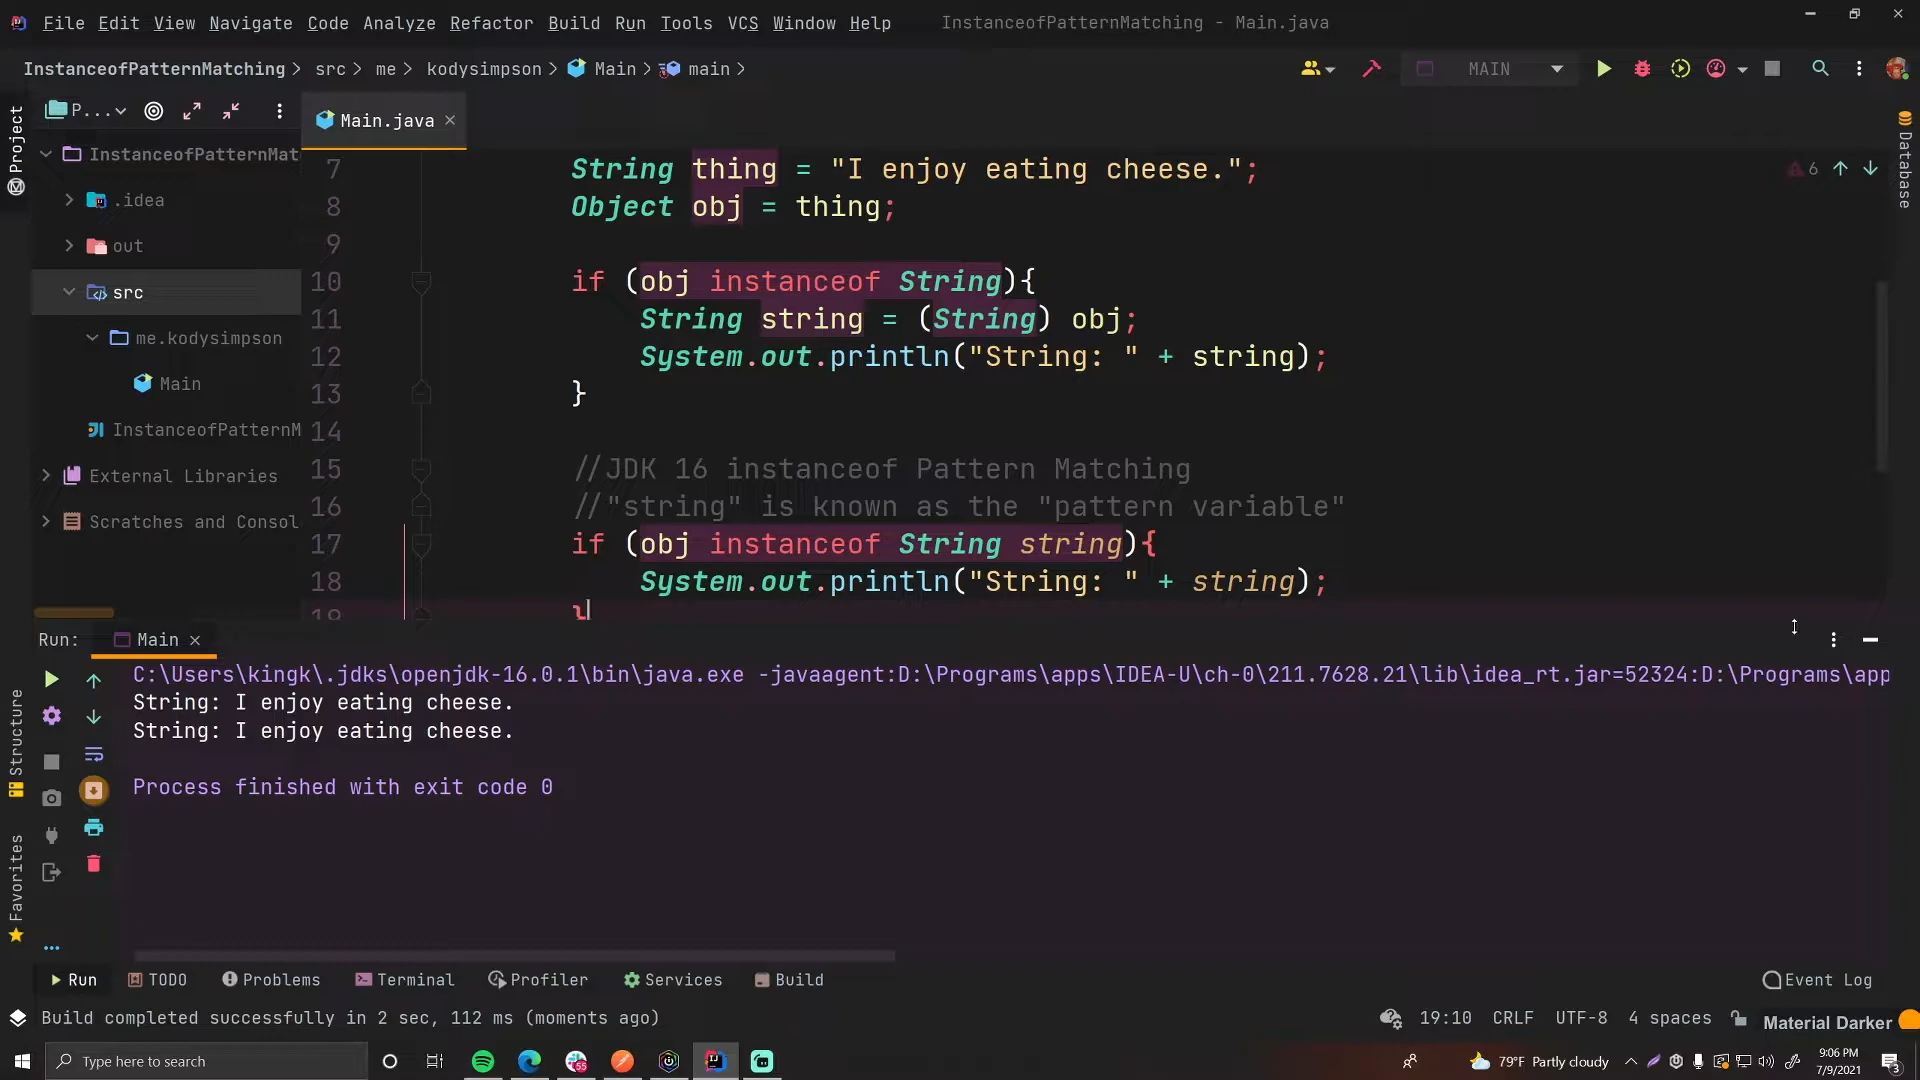 File Edit View Navigate Code Analyze Refactor Build Run Tools VCS Window Help InstanceofPatternMatching - Main.java
InstanceofPatternMatching > src > me > kodysimpson > Main > main > MAIN
P...
Main.java
Project
Database
InstanceofPatternMat
.idea
out
src
me.kodysimpson
Main
InstanceofPatternM
External Libraries
Scratches and Consol
6
7 String thing = "I enjoy eating cheese.";
8 Object obj = thing;
9
10 if (obj instanceof String){
11 String string = (String) obj;
12 System.out.println("String: " + string);
13 }
14
15 //JDK 16 instanceof Pattern Matching
16 //"string" is known as the "pattern variable"
17 if (obj instanceof String string){
18 System.out.println("String: " + string);
19 }
Run: Main
C:\Users\kingk\.jdks\openjdk-16.0.1\bin\java.exe -javaagent:D:\Programs\apps\IDEA-U\ch-0\211.7628.21\lib\idea_rt.jar=52324:D:\Programs\app
String: I enjoy eating cheese.
String: I enjoy eating cheese.
Process finished with exit code 0
Structure
Favorites
Run TODO Problems Terminal Profiler Services Build Event Log
Build completed successfully in 2 sec, 112 ms (moments ago) 19:10 CRLF UTF-8 4 spaces Material Darker
Type here to search 55 79°F Partly cloudy 9:06 PM
7/9/2021 3